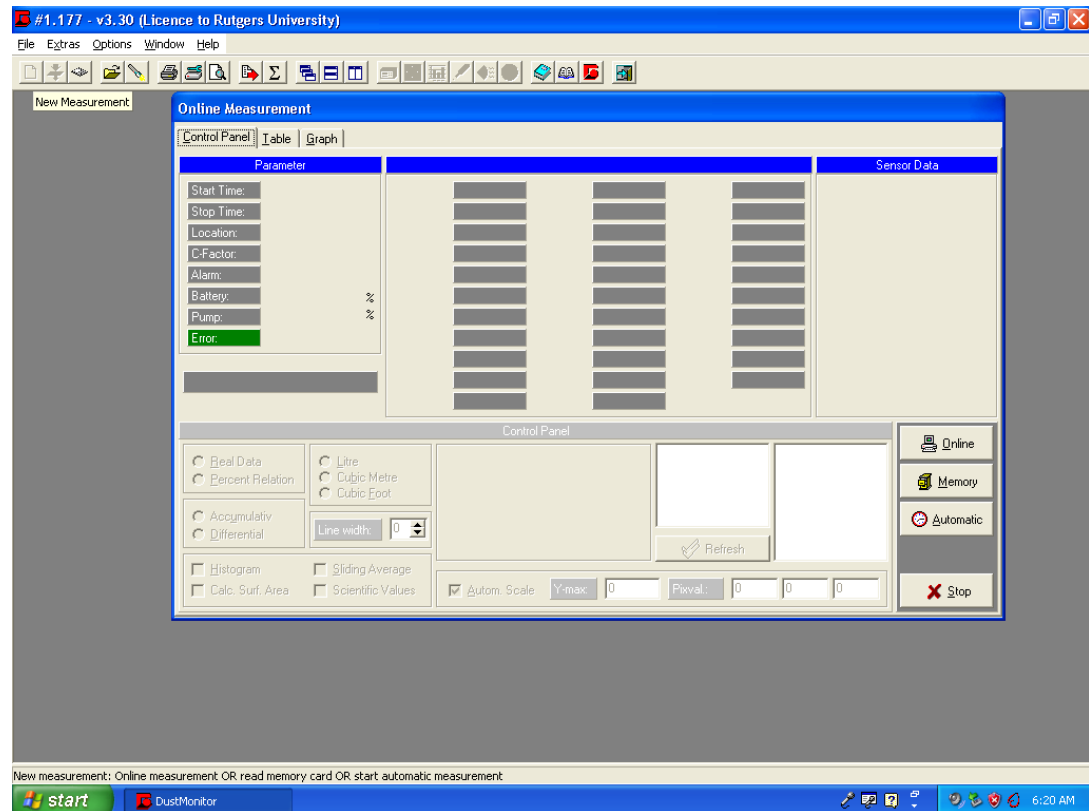 #1.177 - v3.30 (Licence to Rutgers University)
File Extras Options Window Help
New Measurement
Online Measurement
Control Panel Table Graph
Parameter
Sensor Data
Start Time:
Stop Time:
Location:
C-Factor:
Alarm:
Battery: %
Pump: %
Error:
Control Panel
Real Data
Percent Relation
Litre
Cubic Metre
Cubic Foot
Accumulativ
Differential
Line width: 0
Refresh
Histogram
Calc. Surf. Area
Sliding Average
Scientific Values
Autom. Scale Y-max: 0 Pixval.: 0 0 0
Online
Memory
Automatic
Stop
New measurement: Online measurement OR read memory card OR start automatic measurement
start DustMonitor 6:20 AM